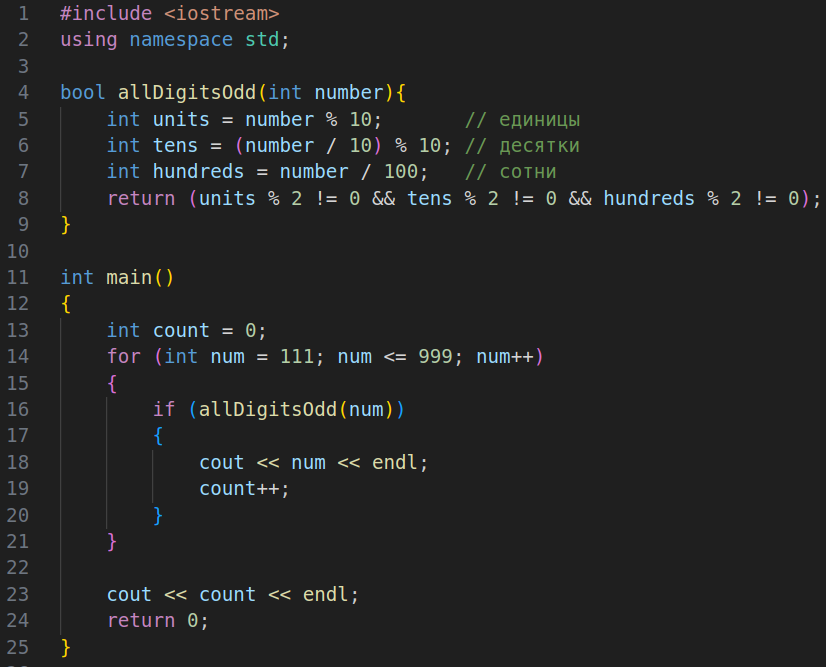 1 #include <iostream>
2 using namespace std;
3
4 bool allDigitsOdd(int number){
5     int units = number % 10;       // единицы
6     int tens = (number / 10) % 10; // десятки
7     int hundreds = number / 100;   // сотни
8     return (units % 2 != 0 && tens % 2 != 0 && hundreds % 2 != 0);
9 }
10
11 int main()
12 {
13     int count = 0;
14     for (int num = 111; num <= 999; num++)
15     {
16         if (allDigitsOdd(num))
17         {
18             cout << num << endl;
19             count++;
20         }
21     }
22
23     cout << count << endl;
24     return 0;
25 }